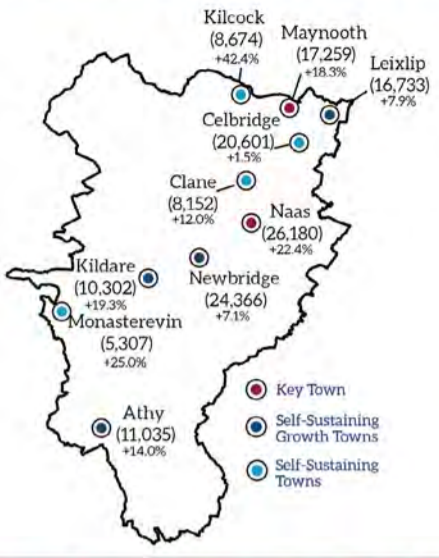 Kilcock
(8,674)
+42.4%
Maynooth
(17,259)
+18.3%
Leixlip
(16,733)
+7.9%
Celbridge
(20,601)
+1.5%
Clane
(8,152)
+12.0%
Naas
(26,180)
+22.4%
Kildare
(10,302)
+19.3%
Newbridge
(24,366)
+7.1%
Monasterevin
(5,307)
+25.0%
Athy
(11,035)
+14.0%
Key Town
Self-Sustaining
Growth Towns
Self-Sustaining
Towns